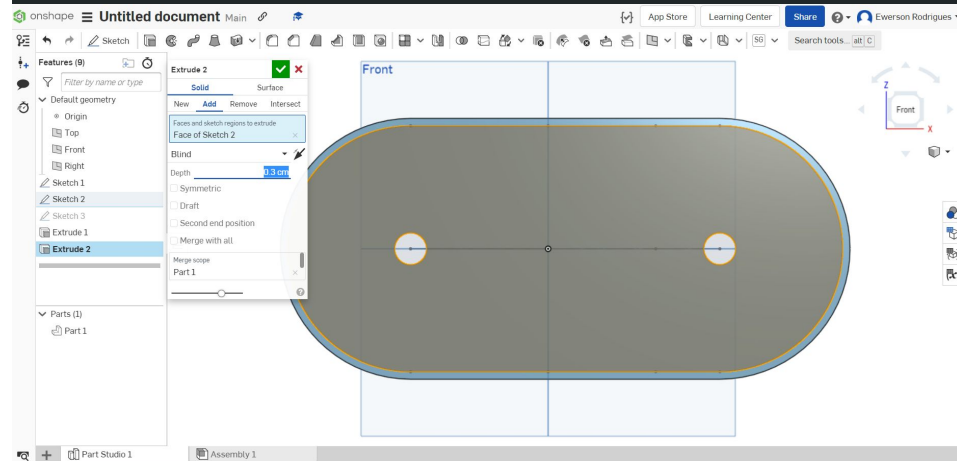 onshape Untitled document Main App Store Learning Center Share Ewerson Rodrigues
Sketch SG Search tools... alt C
Features (9)
Filter by name or type
Default geometry
Origin
Top
Front
Right
Sketch 1
Sketch 2
Sketch 3
Extrude 1
Extrude 2
Parts (1)
Part 1
Extrude 2
Solid Surface
New Add Remove Intersect
Faces and sketch regions to extrude
Face of Sketch 2
Blind
Depth 0.3 cm
Symmetric
Draft
Second end position
Merge with all
Merge scope
Part 1
Front
Z
Front
X
Part Studio 1 Assembly 1